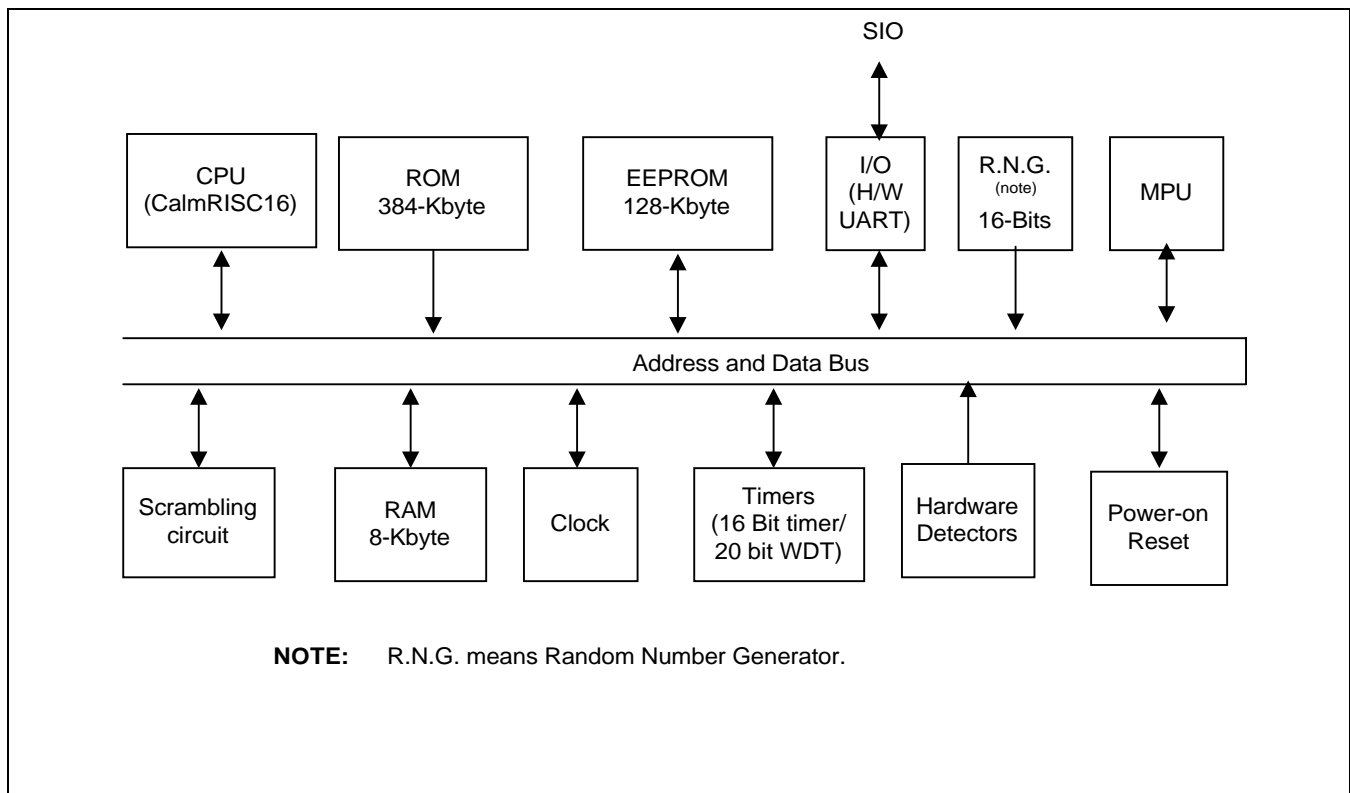 SIO
CPU
(CalmRISC16)
ROM
384-Kbyte
EEPROM
128-Kbyte
I/O
(H/W
UART)
R.N.G.
(note)
16-Bits
MPU
Address and Data Bus
Scrambling
circuit
RAM
8-Kbyte
Clock
Timers
(16 Bit timer/
20 bit WDT)
Hardware
Detectors
Power-on
Reset
NOTE: R.N.G. means Random Number Generator.